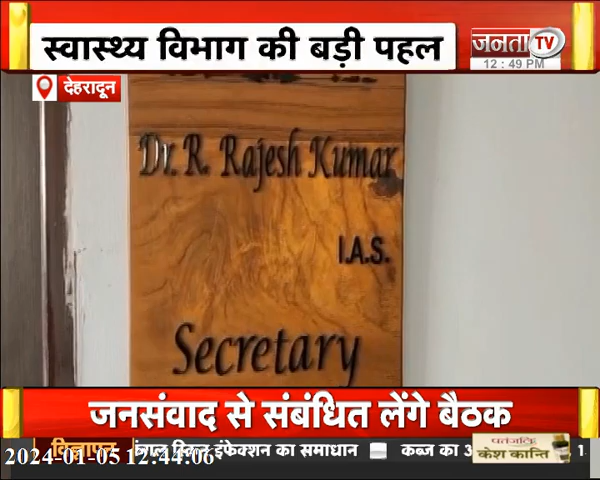 स्वास्थ्य विभाग की बड़ी पहल
जनता TV
12:49 PM
देहरादून
Dr. R. Rajesh Kumar
I.A.S.
Secretary
जनसंवाद से संबंधित लेंगे बैठक
विज्ञापन
स्किन इंफेक्शन का समाधान
कब्ज का
पतंजलि
केश कान्ति
2024-01-05 12:44:06